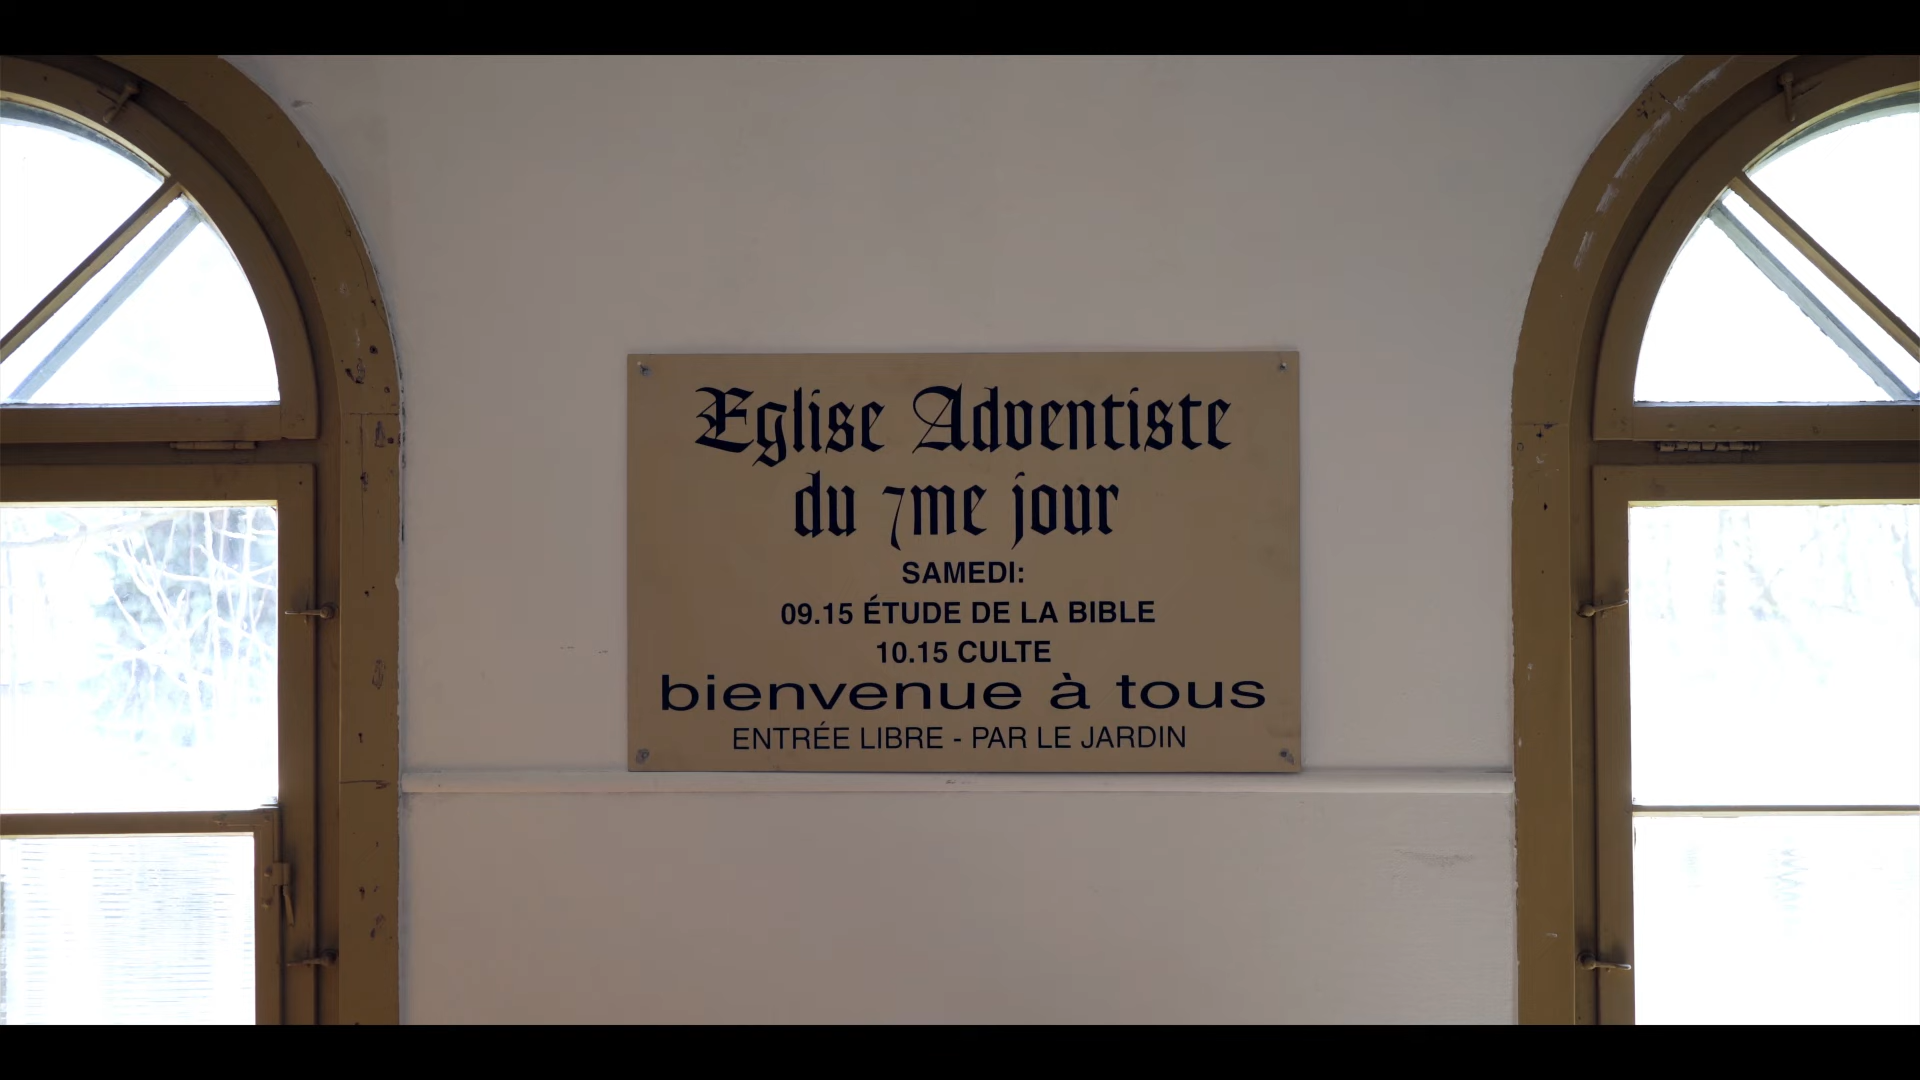 Eglise Adventiste
du 7me jour
SAMEDI:
09.15 ÉTUDE DE LA BIBLE
10.15 CULTE
bienvenue à tous
ENTRÉE LIBRE - PAR LE JARDIN